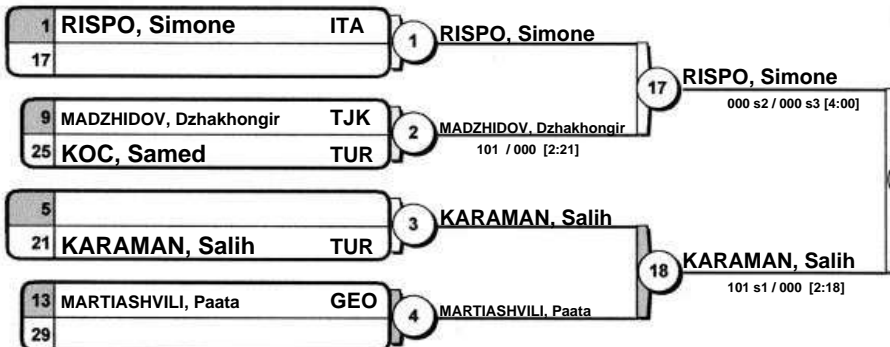 1 RISPO, Simone ITA
17
1 RISPO, Simone
9 MADZHIDOV, Dzhakhongir TJK
25 KOC, Samed TUR
2 MADZHIDOV, Dzhakhongir
101 / 000 [2:21]
17 RISPO, Simone
000 s2 / 000 s3 [4:00]
5
21 KARAMAN, Salih TUR
3 KARAMAN, Salih
13 MARTIASHVILI, Paata GEO
29
4 MARTIASHVILI, Paata
18 KARAMAN, Salih
101 s1 / 000 [2:18]